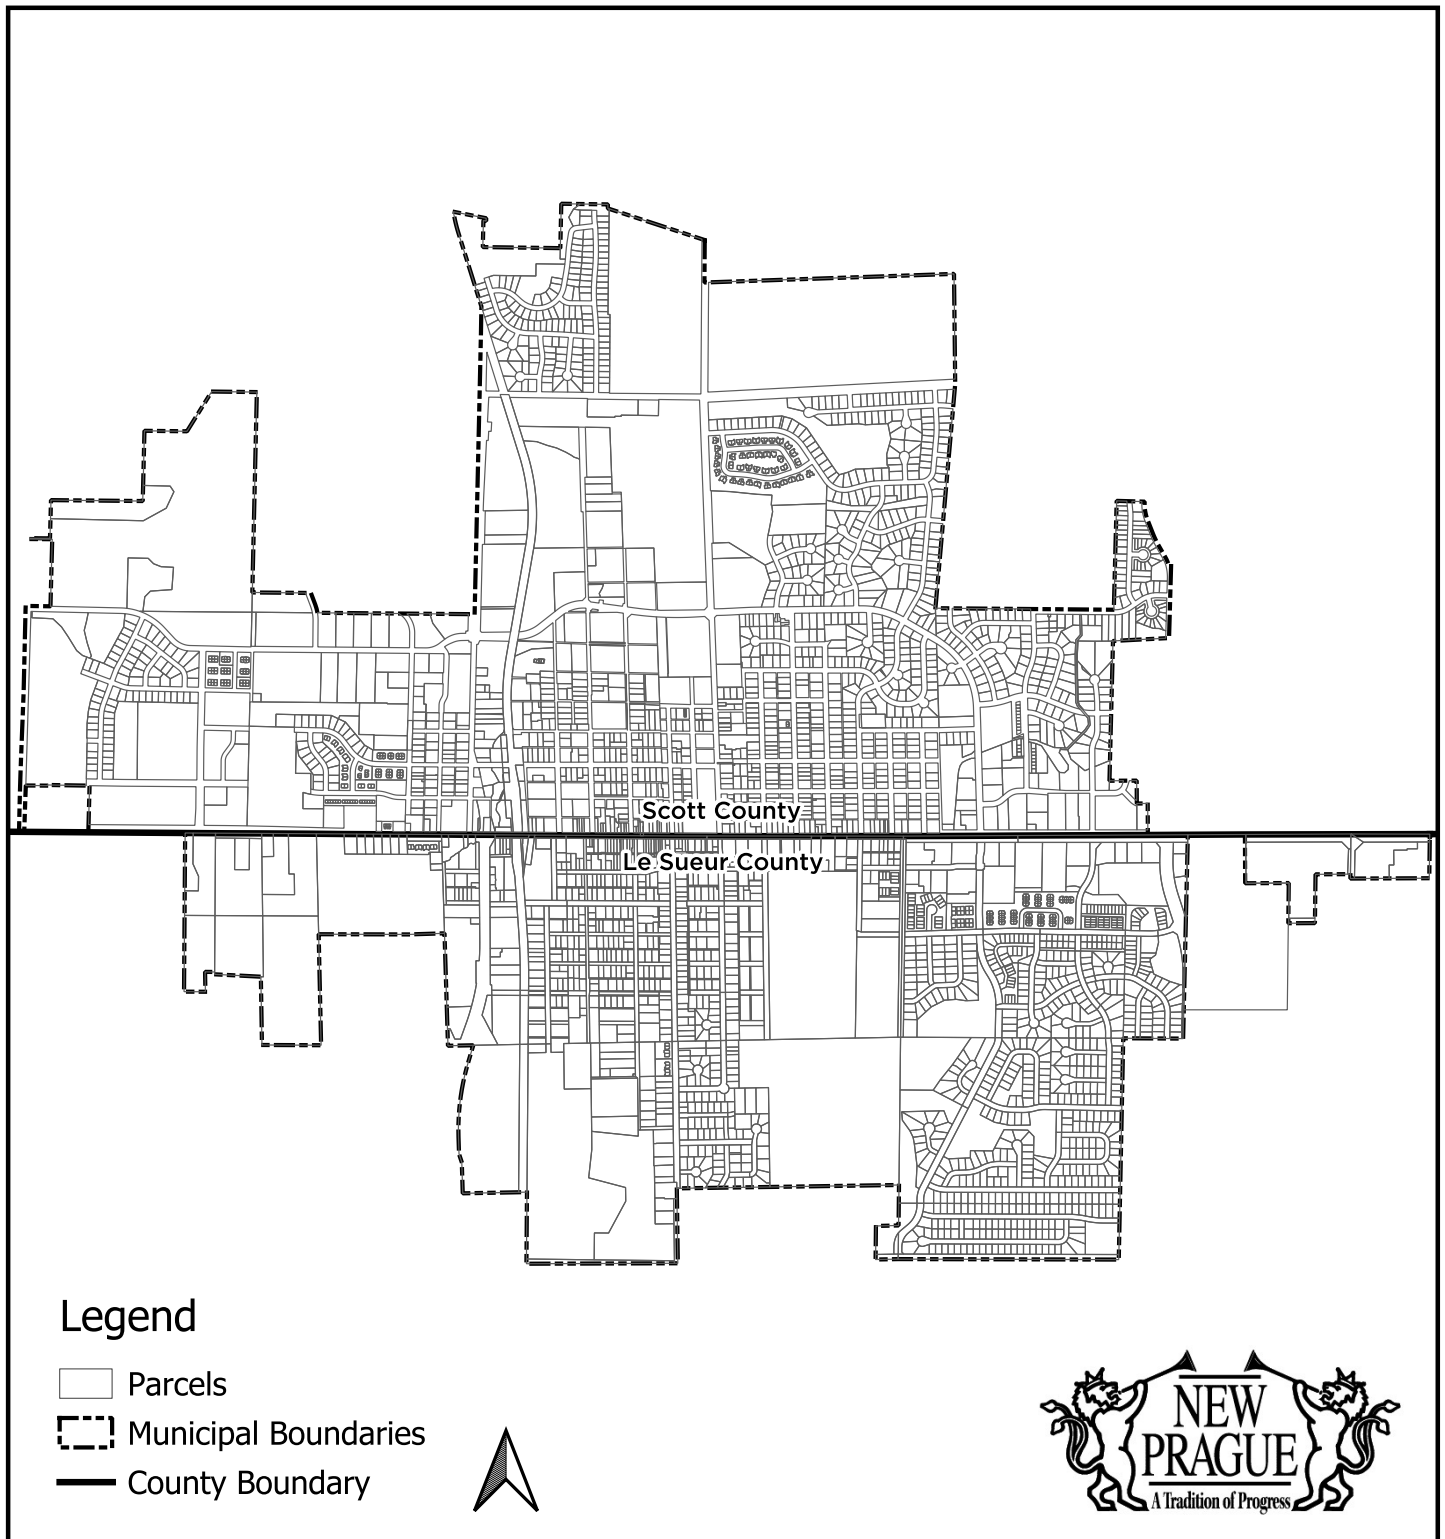 Scott County
Le Sueur County
Legend
Parcels
Municipal Boundaries
County Boundary
NEW
PRAGUE
A Tradition of Progress